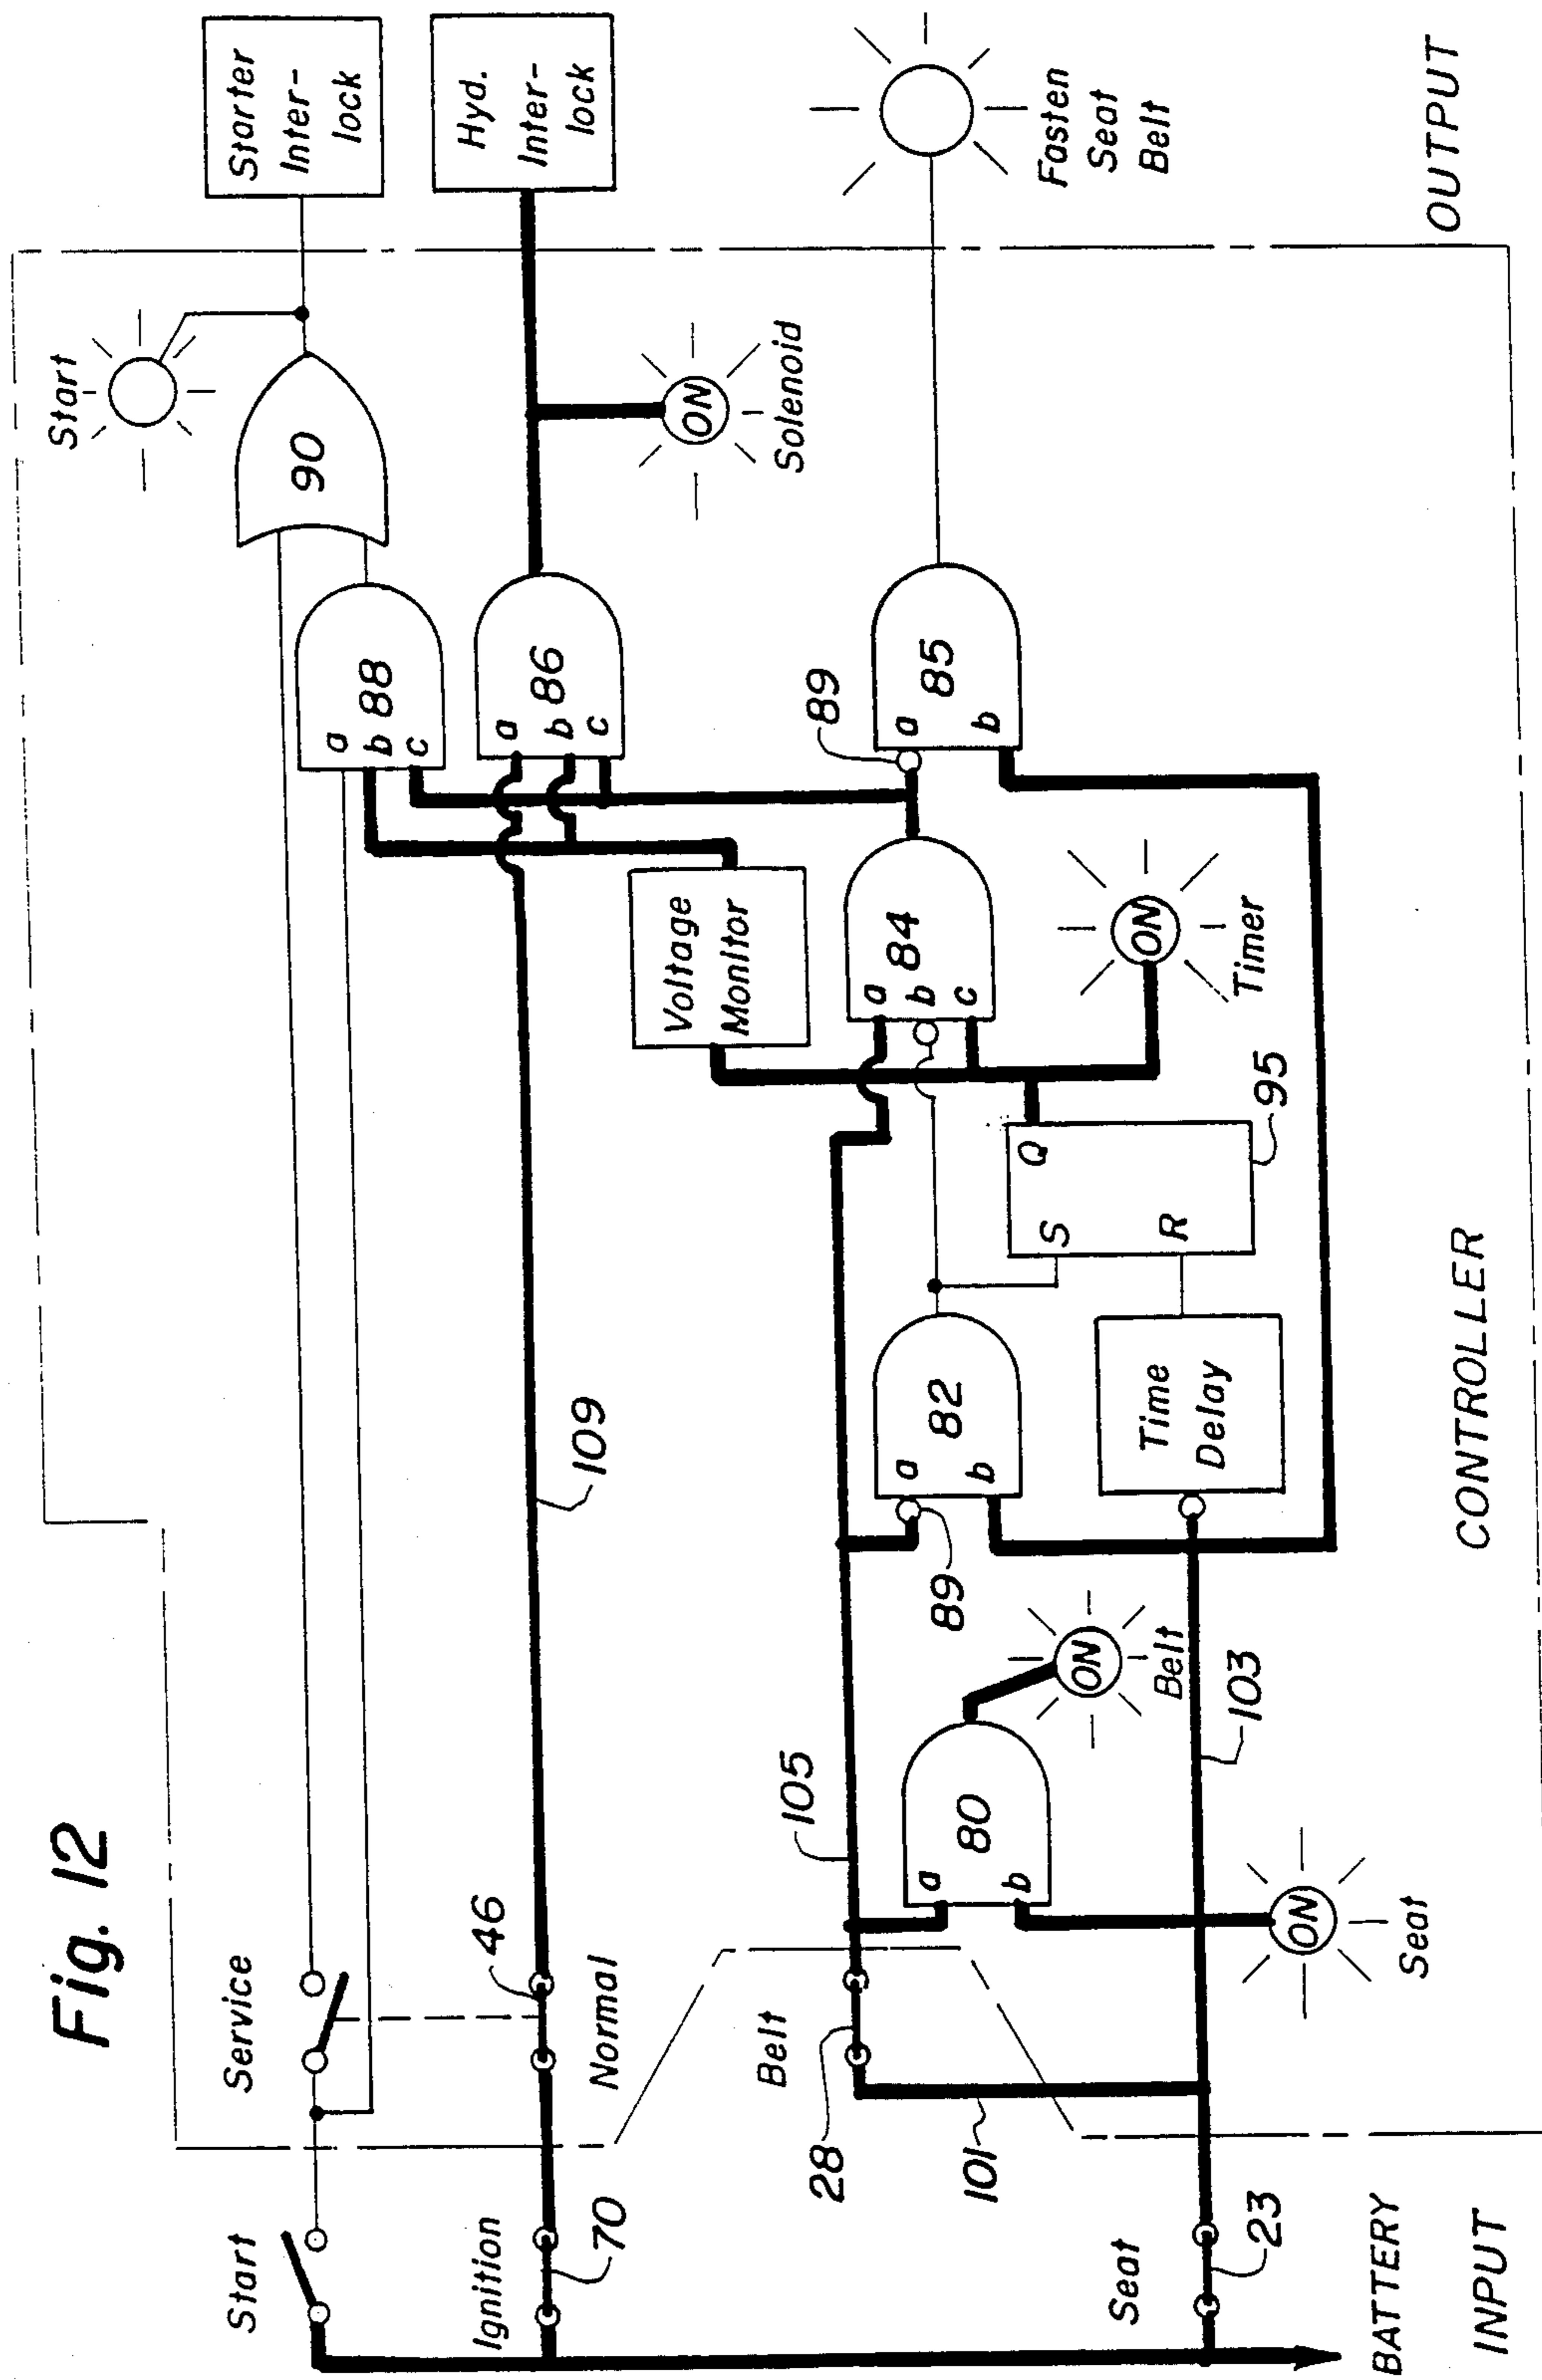 Fig. 12
Start
Service
Start
90
Starter
Inter-
lock
a
b
c
88
Ignition
70
Normal
46
109
a
b
c
86
Hyd.
Inter-
lock
ON
Solenoid
Voltage
Monitor
Belt
28
101
105
a
b
80
ON
Belt
89
a
b
82
a
b
c
84
89
a
b
85
Fasten
Seat
Belt
S
R
Q
95
ON
Timer
Time
Delay
Seat
23
103
ON
Seat
BATTERY
INPUT
CONTROLLER
OUTPUT